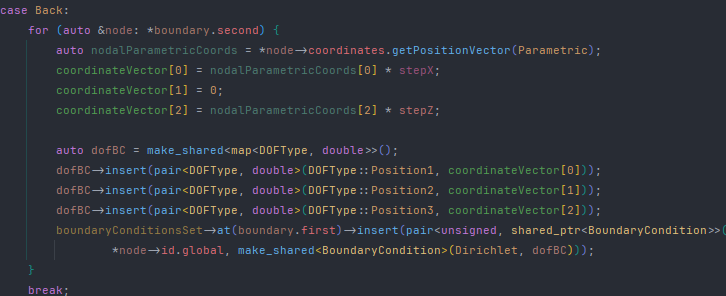 case Back:
for (auto &node: *boundary.second) {
auto nodalParametricCoords = *node->coordinates.getPositionVector(Parametric);
coordinateVector[0] = nodalParametricCoords[0] * stepX;
coordinateVector[1] = 0;
coordinateVector[2] = nodalParametricCoords[2] * stepZ;
auto dofBC = make_shared<map<DOFType, double>>();
dofBC->insert(pair<DOFType, double>(DOFType::Position1, coordinateVector[0]));
dofBC->insert(pair<DOFType, double>(DOFType::Position2, coordinateVector[1]));
dofBC->insert(pair<DOFType, double>(DOFType::Position3, coordinateVector[2]));
boundaryConditionsSet->at(boundary.first)->insert(pair<unsigned, shared_ptr<BoundaryCondition>>(
*node->id.global, make_shared<BoundaryCondition>(Dirichlet, dofBC)));
}
break;